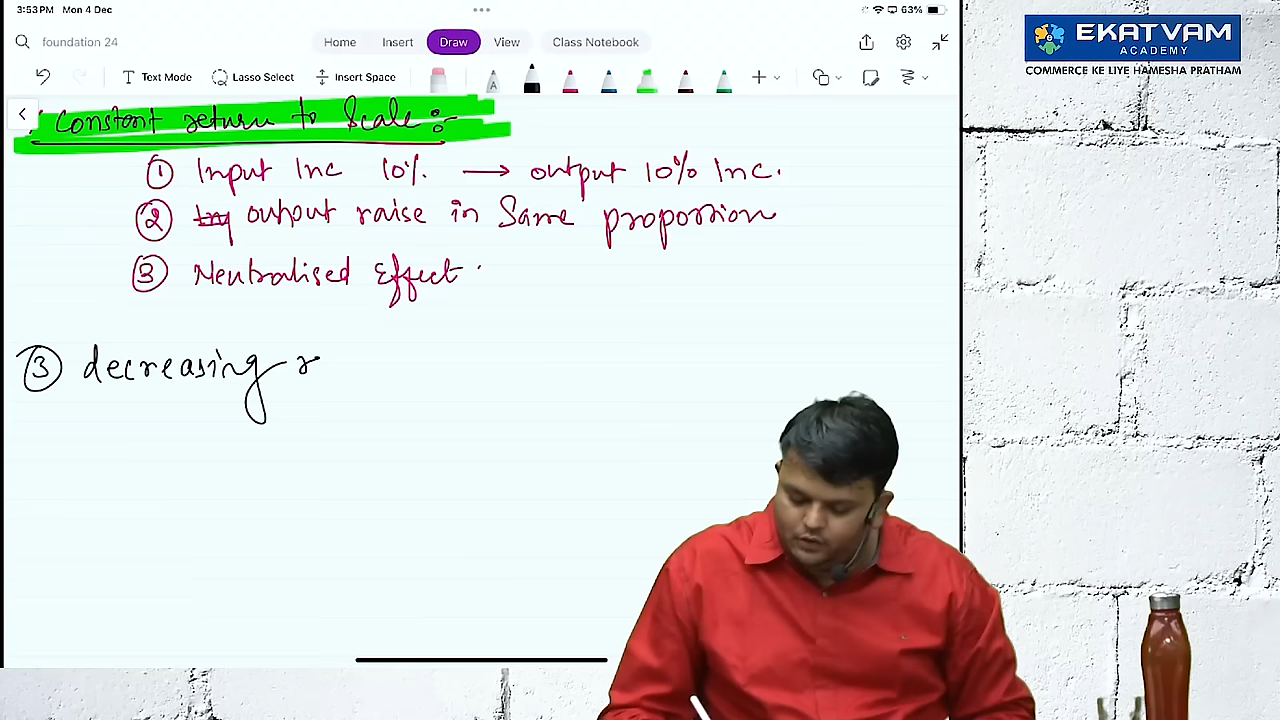 3:53 PM Mon 4 Dec
63%
foundation 24
Home Insert Draw View Class Notebook
Text Mode Lasso Select Insert Space
A
constant return to Scale :-
① Input Inc 10% → output 10% Inc.
② output raise in Same proportion
③ Neutralised Effect.
③ decreasing r
EKATVAM
ACADEMY
COMMERCE KE LIYE HAMESHA PRATHAM